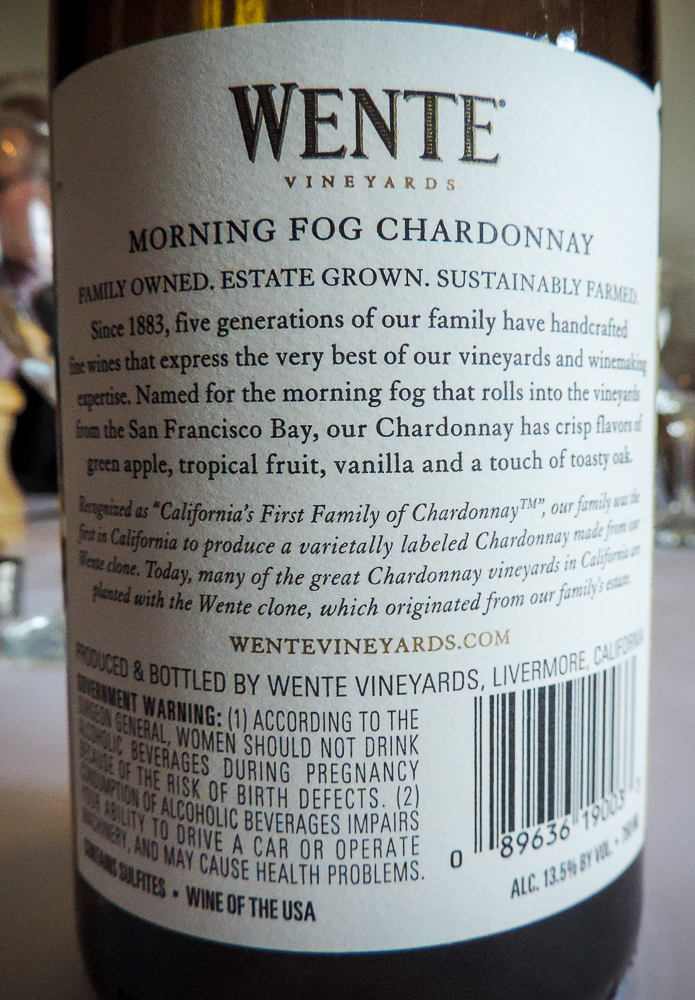 WENTE
VINEYARDS
MORNING FOG CHARDONNAY
FAMILY OWNED. ESTATE GROWN. SUSTAINABLY FARMED.
Since 1883, five generations of our family have handcrafted
fine wines that express the very best of our vineyards and winemaking
expertise. Named for the morning fog that rolls into the vineyards
from the San Francisco Bay, our Chardonnay has crisp flavors of
green apple, tropical fruit, vanilla and a touch of toasty oak.
Recognized as "California's First Family of Chardonnay™", our family was the
first in California to produce a varietally labeled Chardonnay made from our
Wente clone. Today, many of the great Chardonnay vineyards in California are
planted with the Wente clone, which originated from our family's estate.
WENTEVINEYARDS.COM
PRODUCED & BOTTLED BY WENTE VINEYARDS, LIVERMORE, CALIFORNIA
GOVERNMENT WARNING: (1) ACCORDING TO THE
SURGEON GENERAL, WOMEN SHOULD NOT DRINK
ALCOHOLIC BEVERAGES DURING PREGNANCY
BECAUSE OF THE RISK OF BIRTH DEFECTS. (2)
CONSUMPTION OF ALCOHOLIC BEVERAGES IMPAIRS
YOUR ABILITY TO DRIVE A CAR OR OPERATE
MACHINERY, AND MAY CAUSE HEALTH PROBLEMS.
CONTAINS SULFITES • WINE OF THE USA
0 89636 19003 3
ALC. 13.5% BY VOL. • 750ML